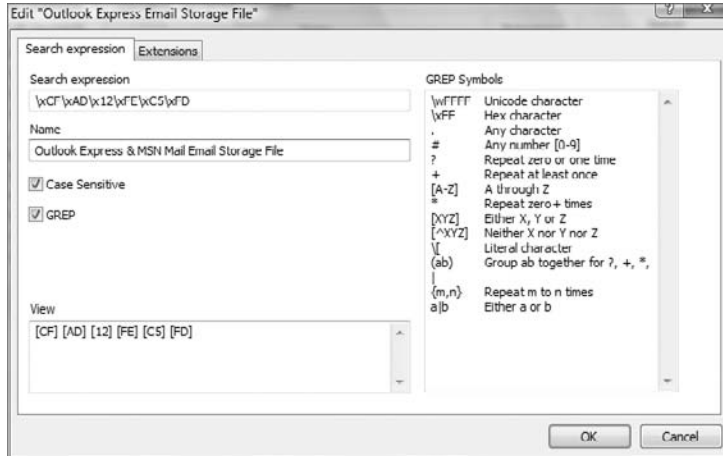 Edit "Outlook Express Email Storage File"
Search expression
Extensions
Search expression
\xCF\xAD\x12\xFE\xC5\xFD
Name
Outlook Express & MSN Mail Email Storage File
Case Sensitive
GREP
View
[CF] [AD] [12] [FE] [C5] [FD]
GREP Symbols
\wFFFF Unicode character
\xFF Hex character
. Any character
# Any number [0-9]
? Repeat zero or one time
+ Repeat at least once
[A-Z] A through Z
* Repeat zero+ times
[XYZ] Either X, Y or Z
[^XYZ] Neither X nor Y nor Z
\[ Literal character
(ab) Group ab together for ?, +, *,
|
{m,n} Repeat m to n times
a|b Either a or b
OK
Cancel